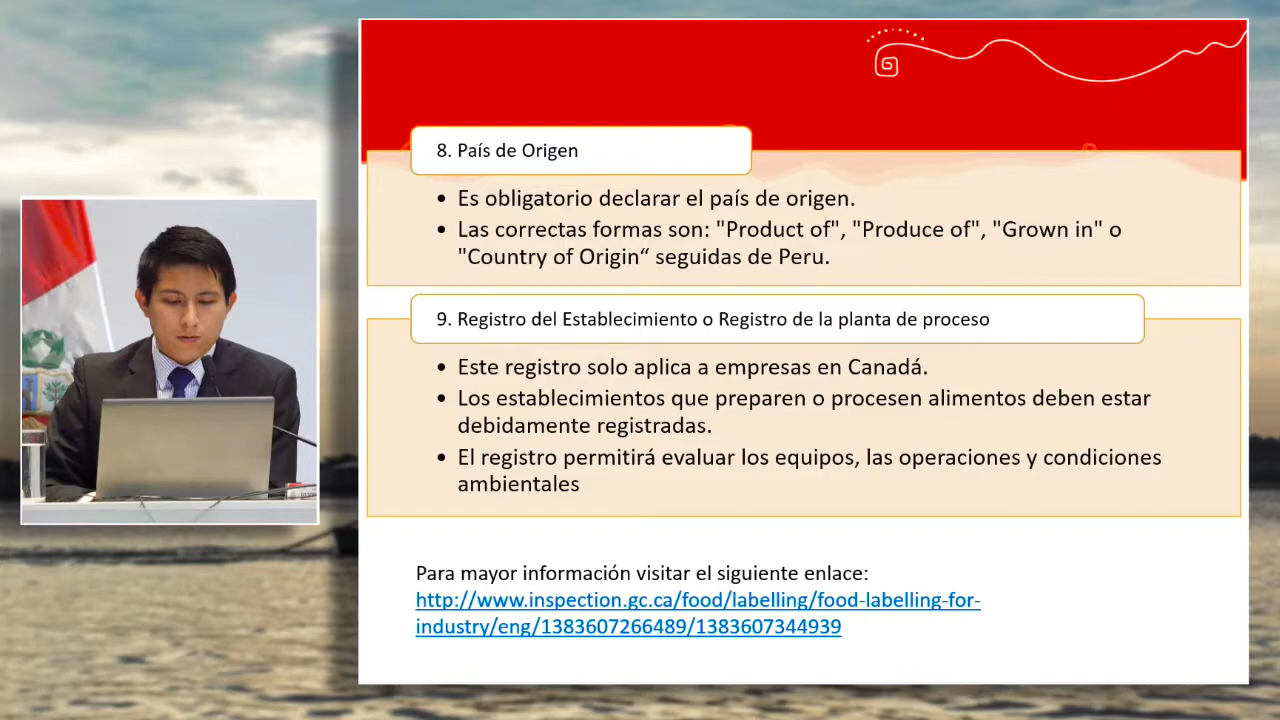 8. País de Origen
• Es obligatorio declarar el país de origen.
• Las correctas formas son: "Product of", "Produce of", "Grown in" o
"Country of Origin“ seguidas de Peru.
9. Registro del Establecimiento o Registro de la planta de proceso
• Este registro solo aplica a empresas en Canadá.
• Los establecimientos que preparen o procesen alimentos deben estar
debidamente registradas.
• El registro permitirá evaluar los equipos, las operaciones y condiciones
ambientales
Para mayor información visitar el siguiente enlace:
http://www.inspection.gc.ca/food/labelling/food-labelling-for-
industry/eng/1383607266489/1383607344939